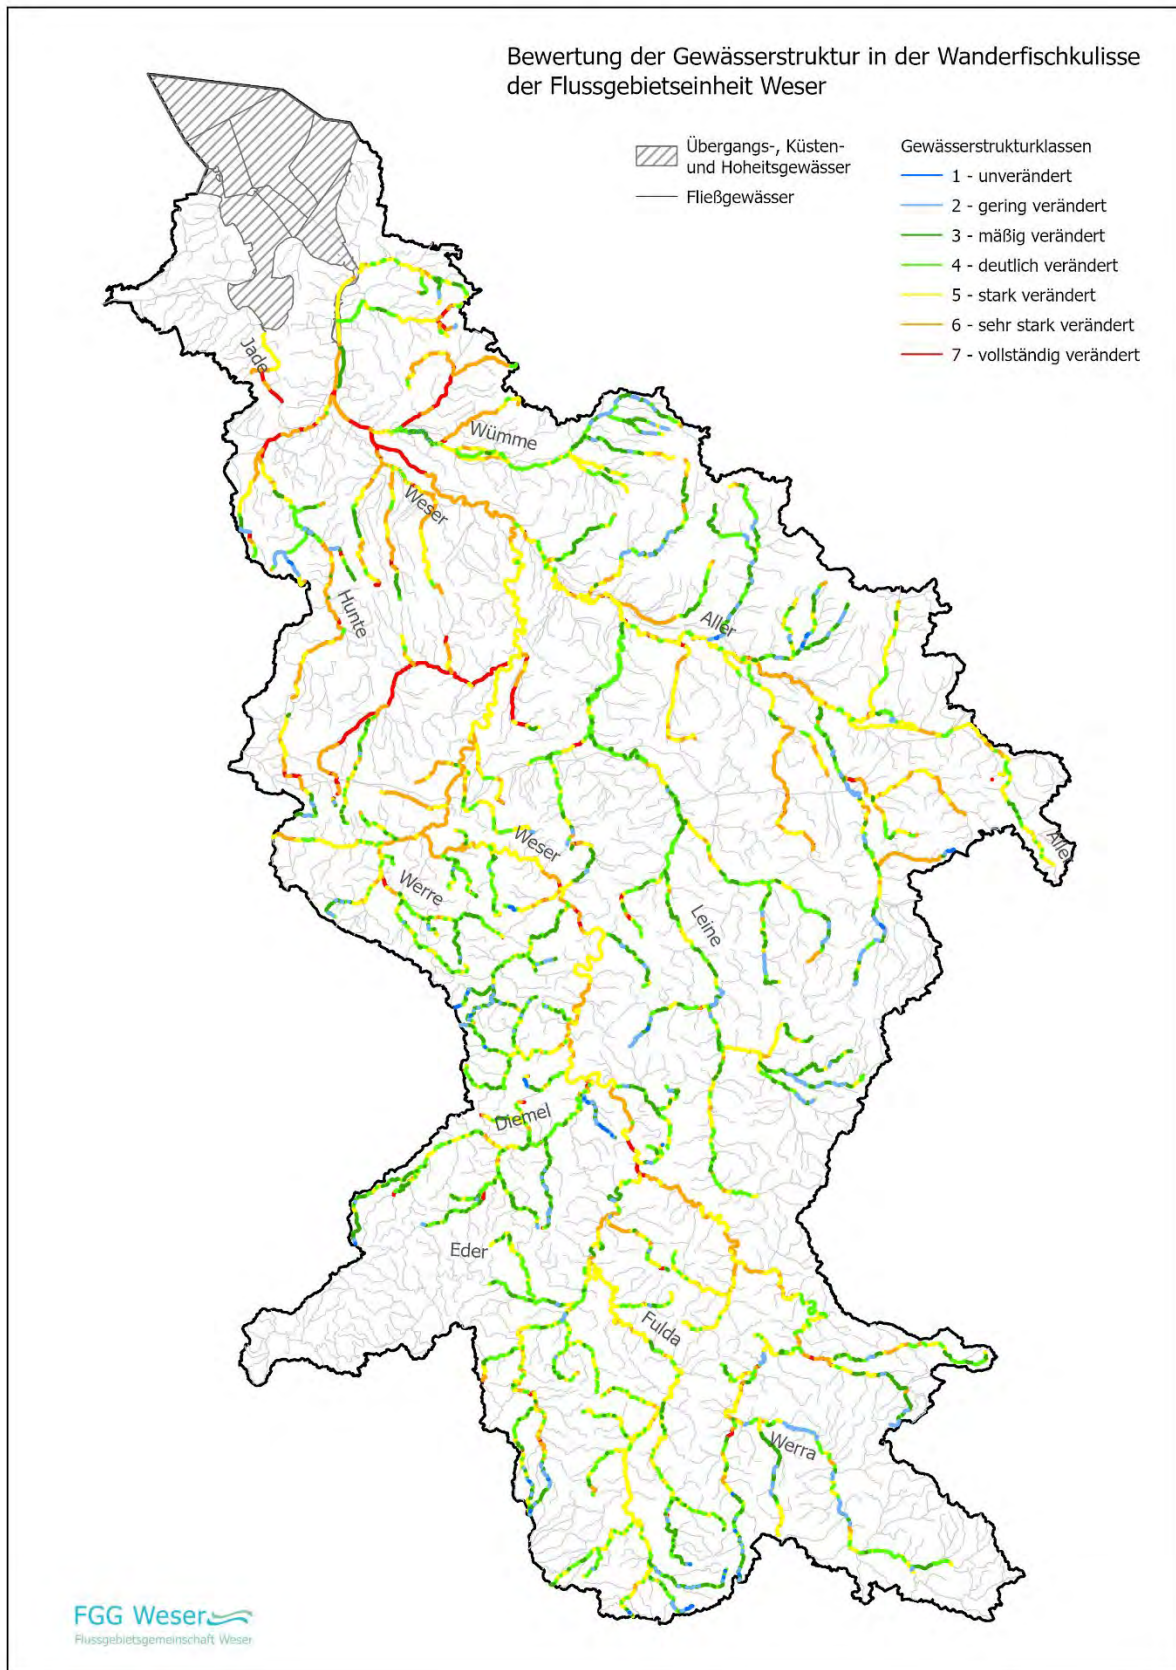 Bewertung der Gewässerstruktur in der Wanderfischkulisse
der Flussgebietseinheit Weser
Übergangs-, Küsten-
und Hoheitsgewässer
Fließgewässer
Gewässerstrukturklassen
1 - unverändert
2 - gering verändert
3 - mäßig verändert
4 - deutlich verändert
5 - stark verändert
6 - sehr stark verändert
7 - vollständig verändert
Jade
Wümme
Weser
Hunte
Aller
Aller
Weser
Werre
Leine
Diemel
Eder
Fulda
Werra
FGG Weser
Flussgebietsgemeinschaft Weser